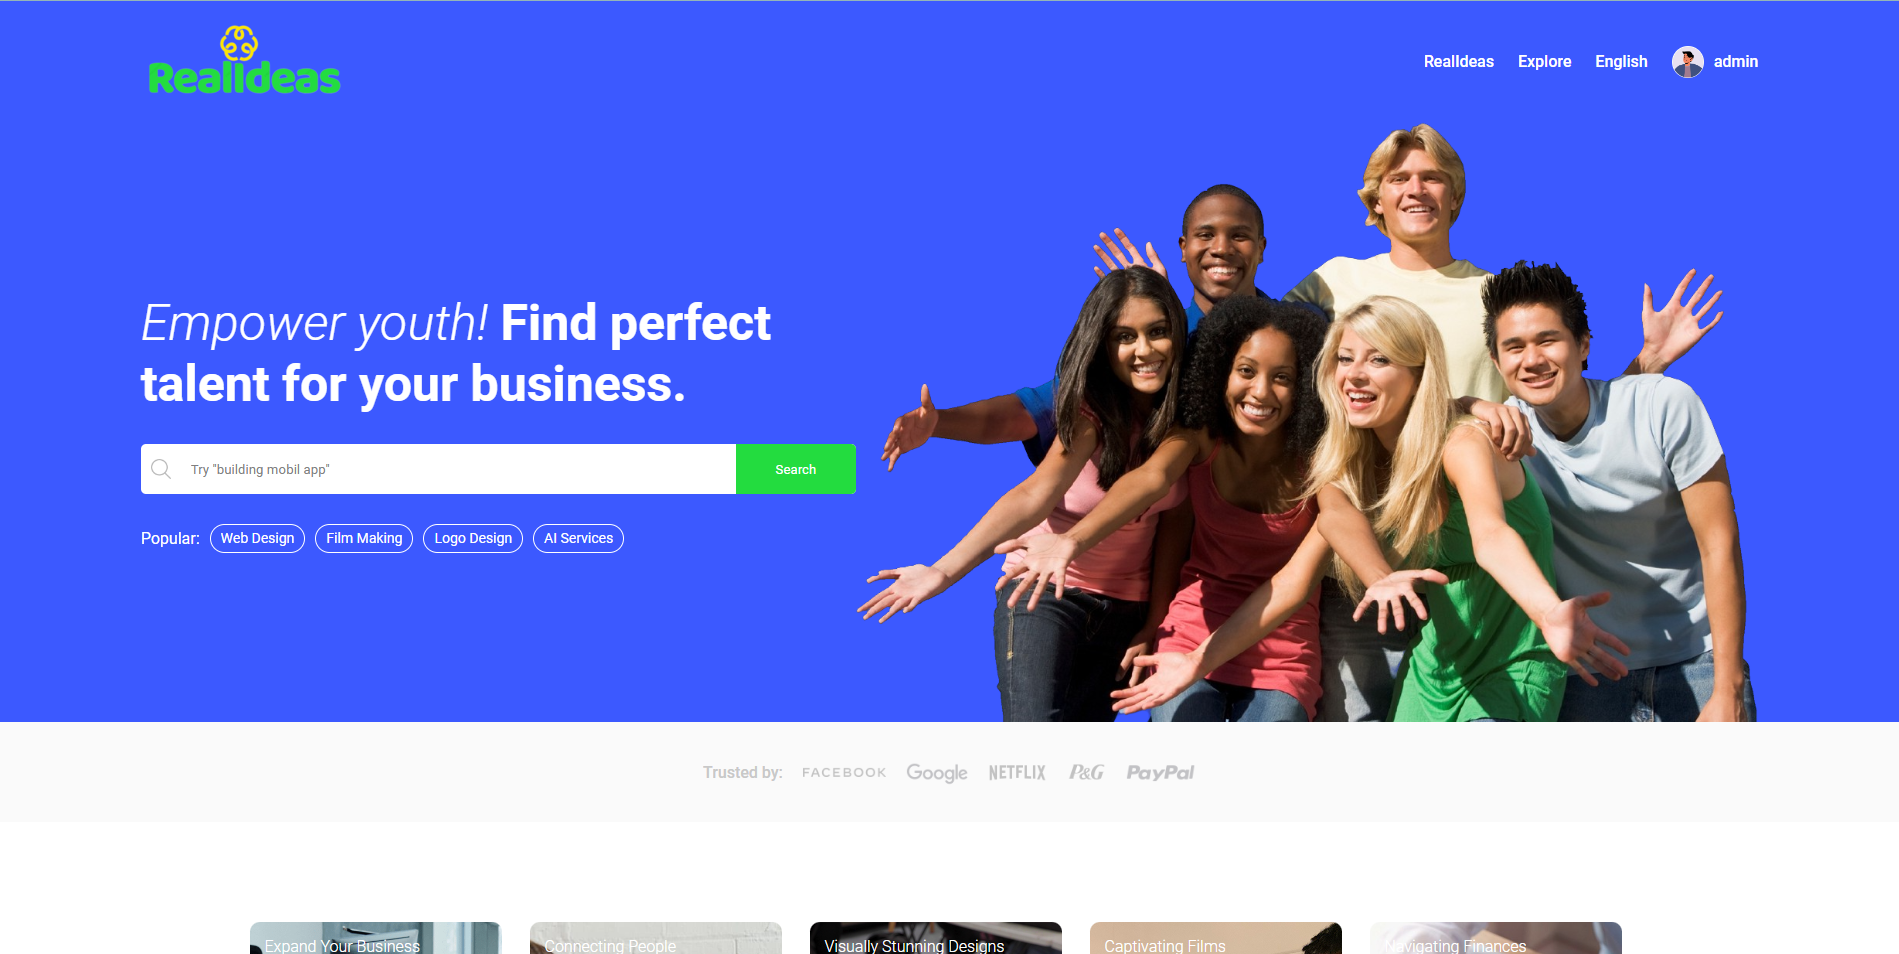 RealIdeas
RealIdeas Explore English admin
Empower youth! Find perfect
talent for your business.
Try "building mobil app"
Search
Popular: Web Design Film Making Logo Design AI Services
Trusted by: FACEBOOK Google NETFLIX P&G PayPal
Expand Your Business
Connecting People
Visually Stunning Designs
Captivating Films
Navigating Finances